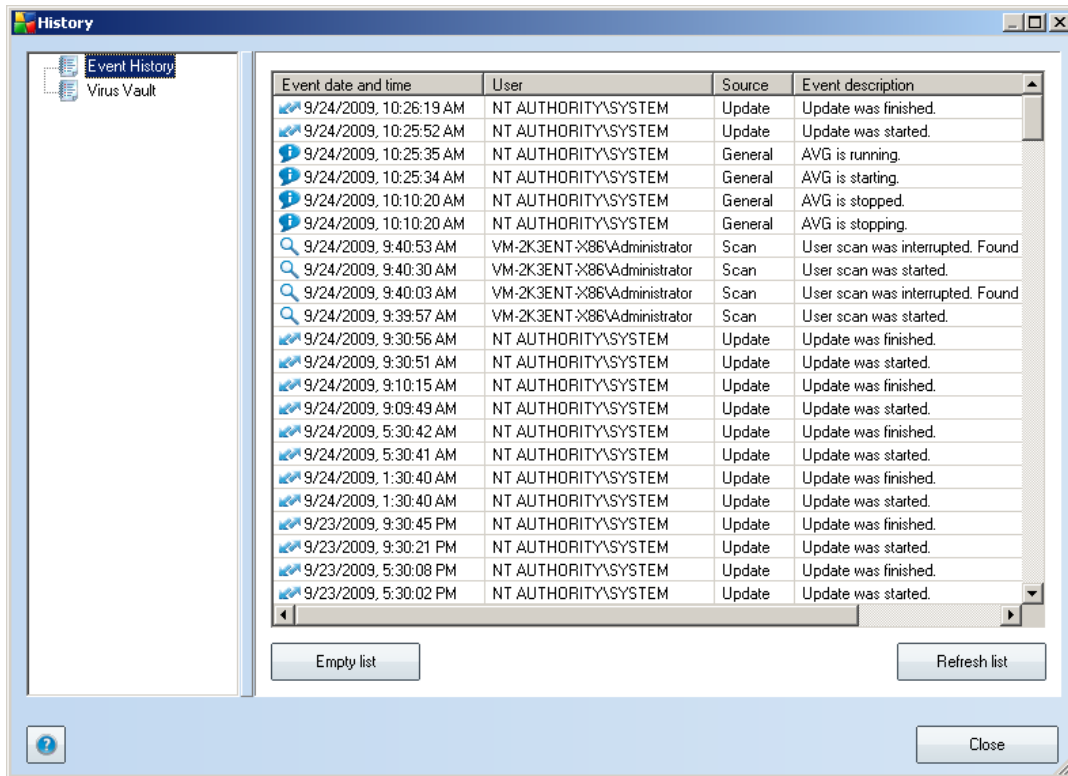 History
Event History
Virus Vault
Event date and time User Source Event description
9/24/2009, 10:26:19 AM NT AUTHORITY\SYSTEM Update Update was finished.
9/24/2009, 10:25:52 AM NT AUTHORITY\SYSTEM Update Update was started.
9/24/2009, 10:25:35 AM NT AUTHORITY\SYSTEM General AVG is running.
9/24/2009, 10:25:34 AM NT AUTHORITY\SYSTEM General AVG is starting.
9/24/2009, 10:10:20 AM NT AUTHORITY\SYSTEM General AVG is stopped.
9/24/2009, 10:10:20 AM NT AUTHORITY\SYSTEM General AVG is stopping.
9/24/2009, 9:40:53 AM VM-2K3ENT-X86\Administrator Scan User scan was interrupted. Found
9/24/2009, 9:40:30 AM VM-2K3ENT-X86\Administrator Scan User scan was started.
9/24/2009, 9:40:03 AM VM-2K3ENT-X86\Administrator Scan User scan was interrupted. Found
9/24/2009, 9:39:57 AM VM-2K3ENT-X86\Administrator Scan User scan was started.
9/24/2009, 9:30:56 AM NT AUTHORITY\SYSTEM Update Update was finished.
9/24/2009, 9:30:51 AM NT AUTHORITY\SYSTEM Update Update was started.
9/24/2009, 9:10:15 AM NT AUTHORITY\SYSTEM Update Update was finished.
9/24/2009, 9:09:49 AM NT AUTHORITY\SYSTEM Update Update was started.
9/24/2009, 5:30:42 AM NT AUTHORITY\SYSTEM Update Update was finished.
9/24/2009, 5:30:41 AM NT AUTHORITY\SYSTEM Update Update was started.
9/24/2009, 1:30:40 AM NT AUTHORITY\SYSTEM Update Update was finished.
9/24/2009, 1:30:40 AM NT AUTHORITY\SYSTEM Update Update was started.
9/23/2009, 9:30:45 PM NT AUTHORITY\SYSTEM Update Update was finished.
9/23/2009, 9:30:21 PM NT AUTHORITY\SYSTEM Update Update was started.
9/23/2009, 5:30:08 PM NT AUTHORITY\SYSTEM Update Update was finished.
9/23/2009, 5:30:02 PM NT AUTHORITY\SYSTEM Update Update was started.
Empty list Refresh list
Close